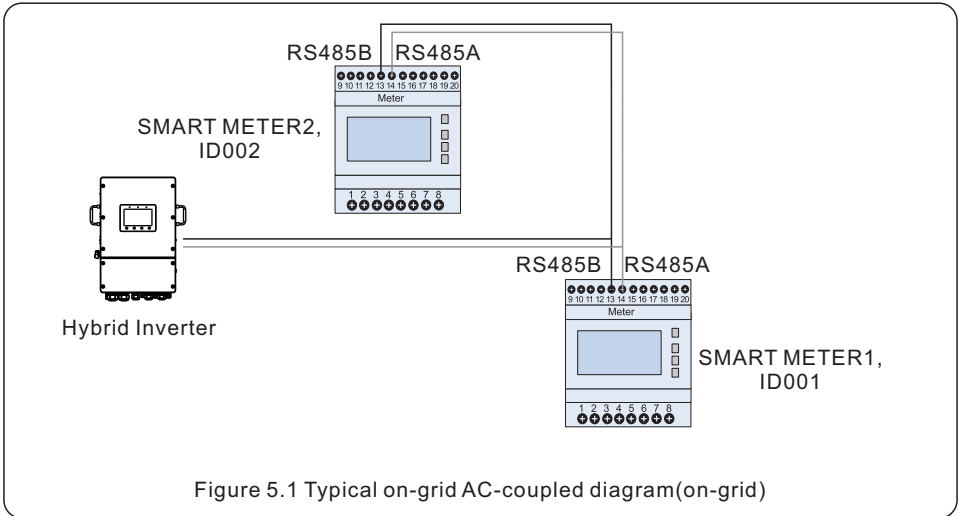 RS485B RS485A
9 10 11 12 13 14 15 16 17 18 19 20
Meter
SMART METER2,
ID002
1 2 3 4 5 6 7 8
RS485B RS485A
9 10 11 12 13 14 15 16 17 18 19 20
Meter
Hybrid Inverter
SMART METER1,
ID001
1 2 3 4 5 6 7 8
Figure 5.1 Typical on-grid AC-coupled diagram(on-grid)